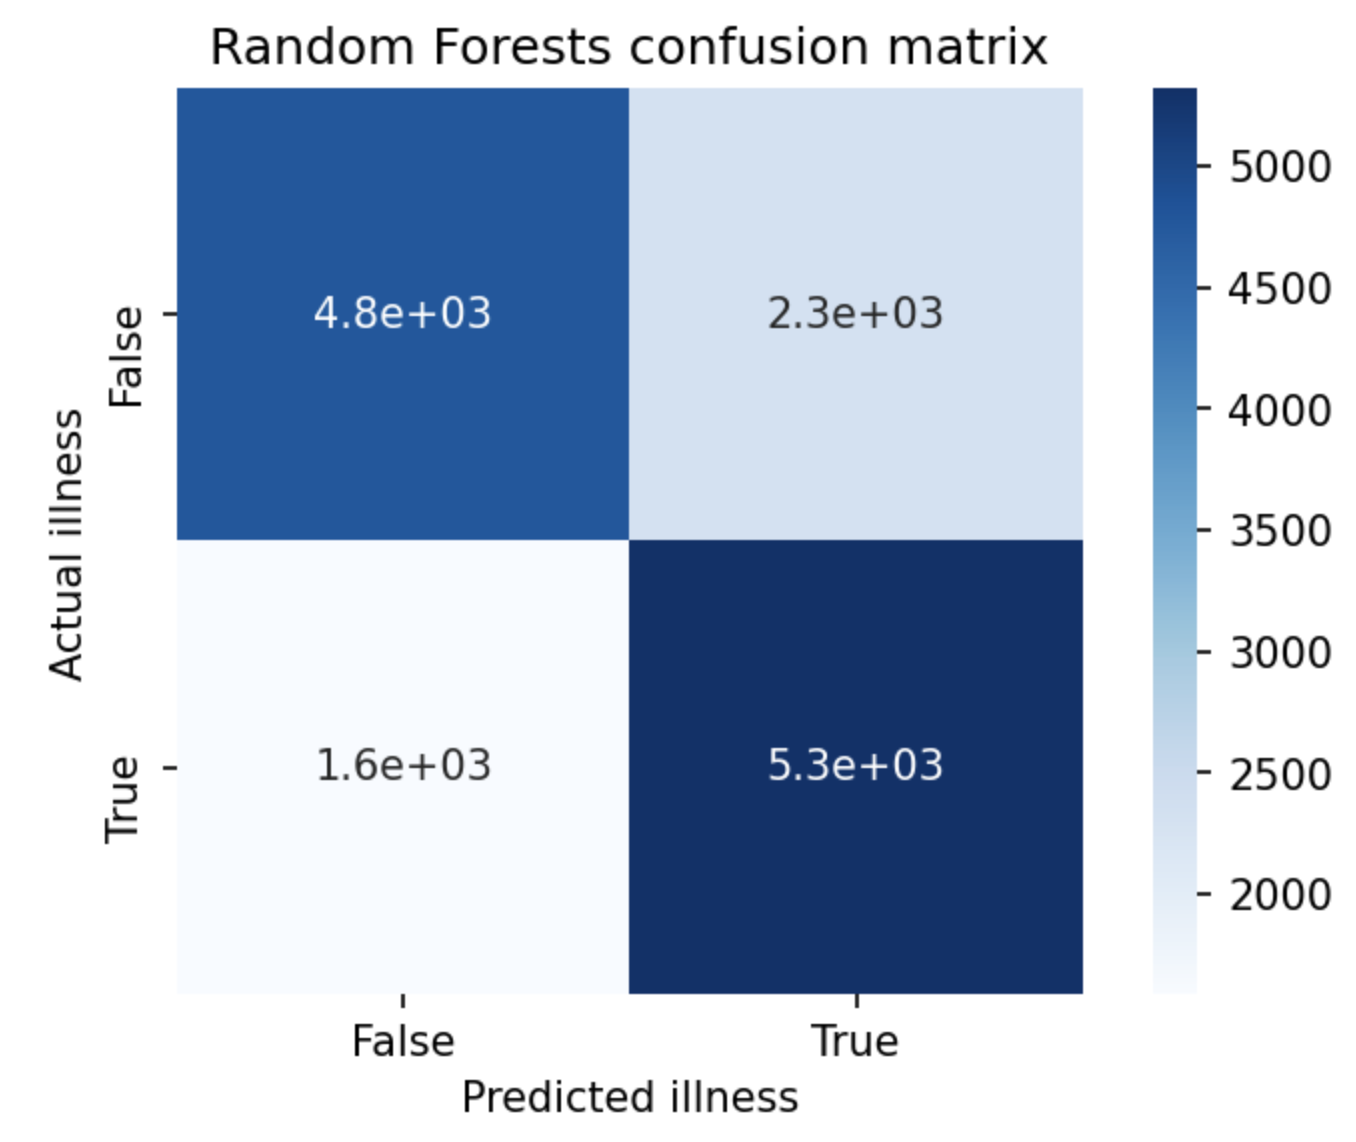 Random Forests confusion matrix
Actual illness
False
True
4.8e+03
2.3e+03
1.6e+03
5.3e+03
False
True
Predicted illness
5000
4500
4000
3500
3000
2500
2000